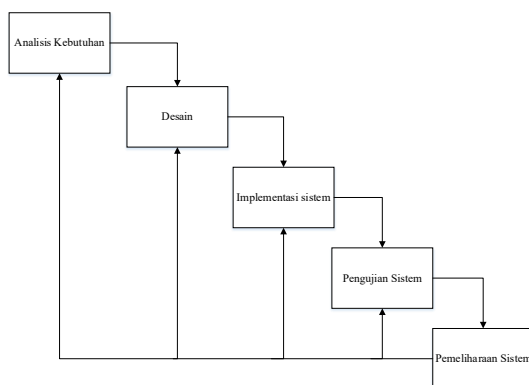 Analisis Kebutuhan
Desain
Implementasi sistem
Pengujian Sistem
Pemeliharaan Sistem